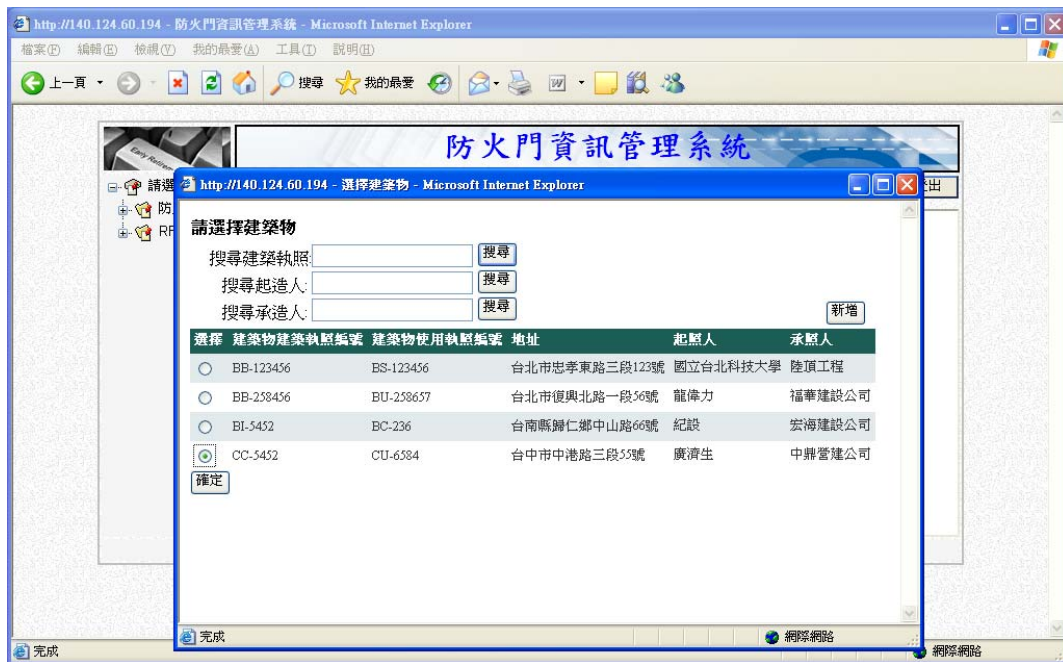 http://140.124.60.194 - 防火門資訊管理系統 - Microsoft Internet Explorer
檔案(F) 編輯(E) 檢視(V) 我的最愛(A) 工具(T) 說明(H)
上一頁 搜尋 我的最愛
Early Retire
防火門資訊管理系統
請選
出
防
RF
http://140.124.60.194 - 選擇建築物 - Microsoft Internet Explorer
請選擇建築物
搜尋建築執照: 搜尋
搜尋起造人: 搜尋
搜尋承造人: 搜尋
新增
選擇 建築物建築執照編號 建築物使用執照編號 地址 起照人 承照人
BB-123456 BS-123456 台北市忠孝東路三段123號 國立台北科技大學 陸頂工程
BB-258456 BU-258657 台北市復興北路一段56號 龍偉力 福華建設公司
BI-5452 BC-236 台南縣歸仁鄉中山路66號 紀設 宏海建設公司
CC-5452 CU-6584 台中市中港路三段55號 廣濟生 中鼎營建公司
確定
完成 網際網路
完成 網際網路